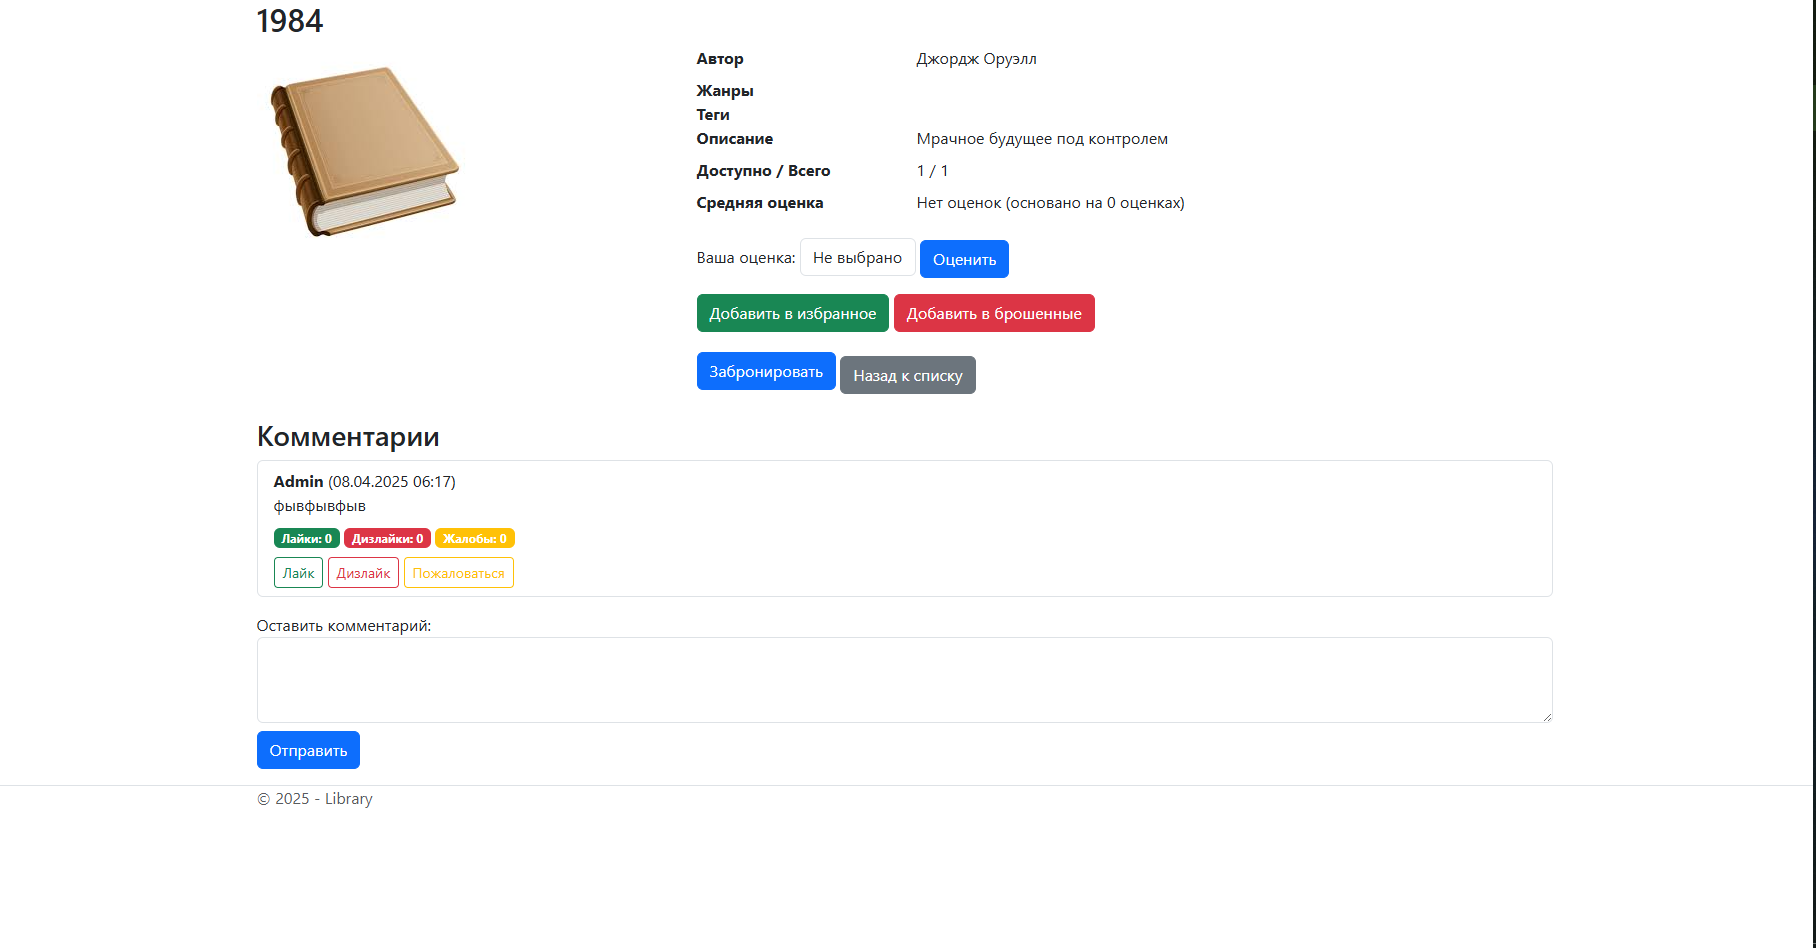 1984
Автор Джордж Оруэлл
Жанры
Теги
Описание Мрачное будущее под контролем
Доступно / Всего 1 / 1
Средняя оценка Нет оценок (основано на 0 оценках)
Ваша оценка: Не выбрано Оценить
Добавить в избранное Добавить в брошенные
Забронировать Назад к списку
Комментарии
Admin (08.04.2025 06:17)
фывфывфыв
Лайки: 0 Дизлайки: 0 Жалобы: 0
Лайк Дизлайк Пожаловаться
Оставить комментарий:
Отправить
© 2025 - Library